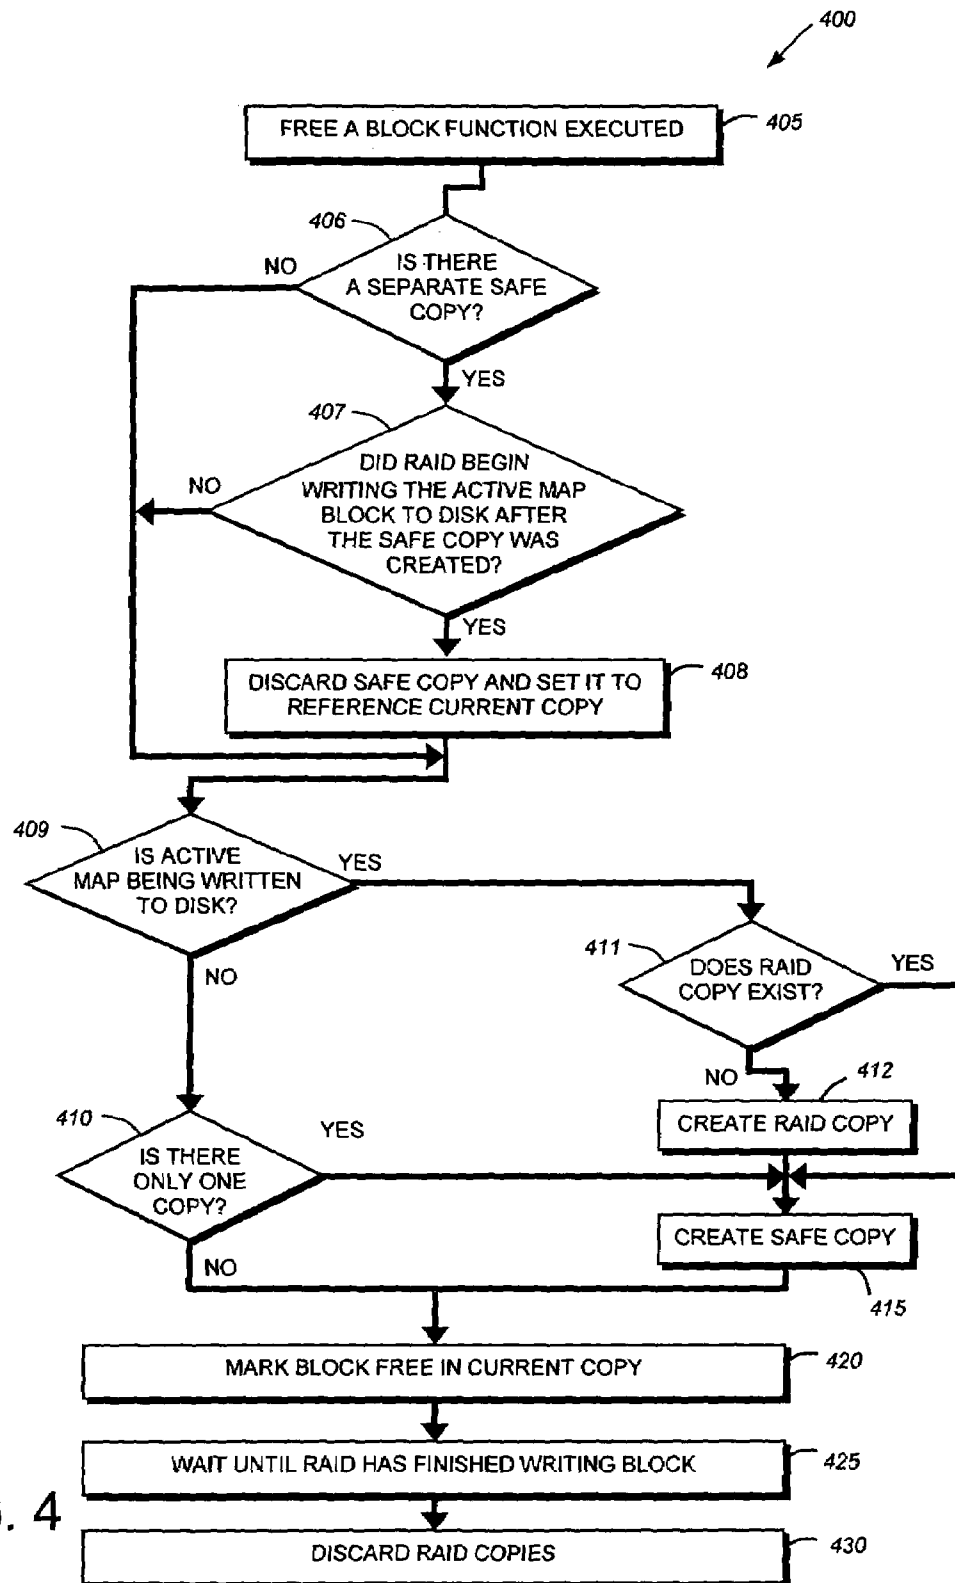 400
FREE A BLOCK FUNCTION EXECUTED
405
406
NO
IS THERE
A SEPARATE SAFE
COPY?
YES
407
NO
DID RAID BEGIN
WRITING THE ACTIVE MAP
BLOCK TO DISK AFTER
THE SAFE COPY WAS
CREATED?
YES
DISCARD SAFE COPY AND SET IT TO
REFERENCE CURRENT COPY
408
409
IS ACTIVE
MAP BEING WRITTEN
TO DISK?
YES
NO
411
DOES RAID
COPY EXIST?
YES
NO
412
CREATE RAID COPY
410
IS THERE
ONLY ONE
COPY?
YES
NO
CREATE SAFE COPY
415
MARK BLOCK FREE IN CURRENT COPY
420
WAIT UNTIL RAID HAS FINISHED WRITING BLOCK
425
. 4
DISCARD RAID COPIES
430